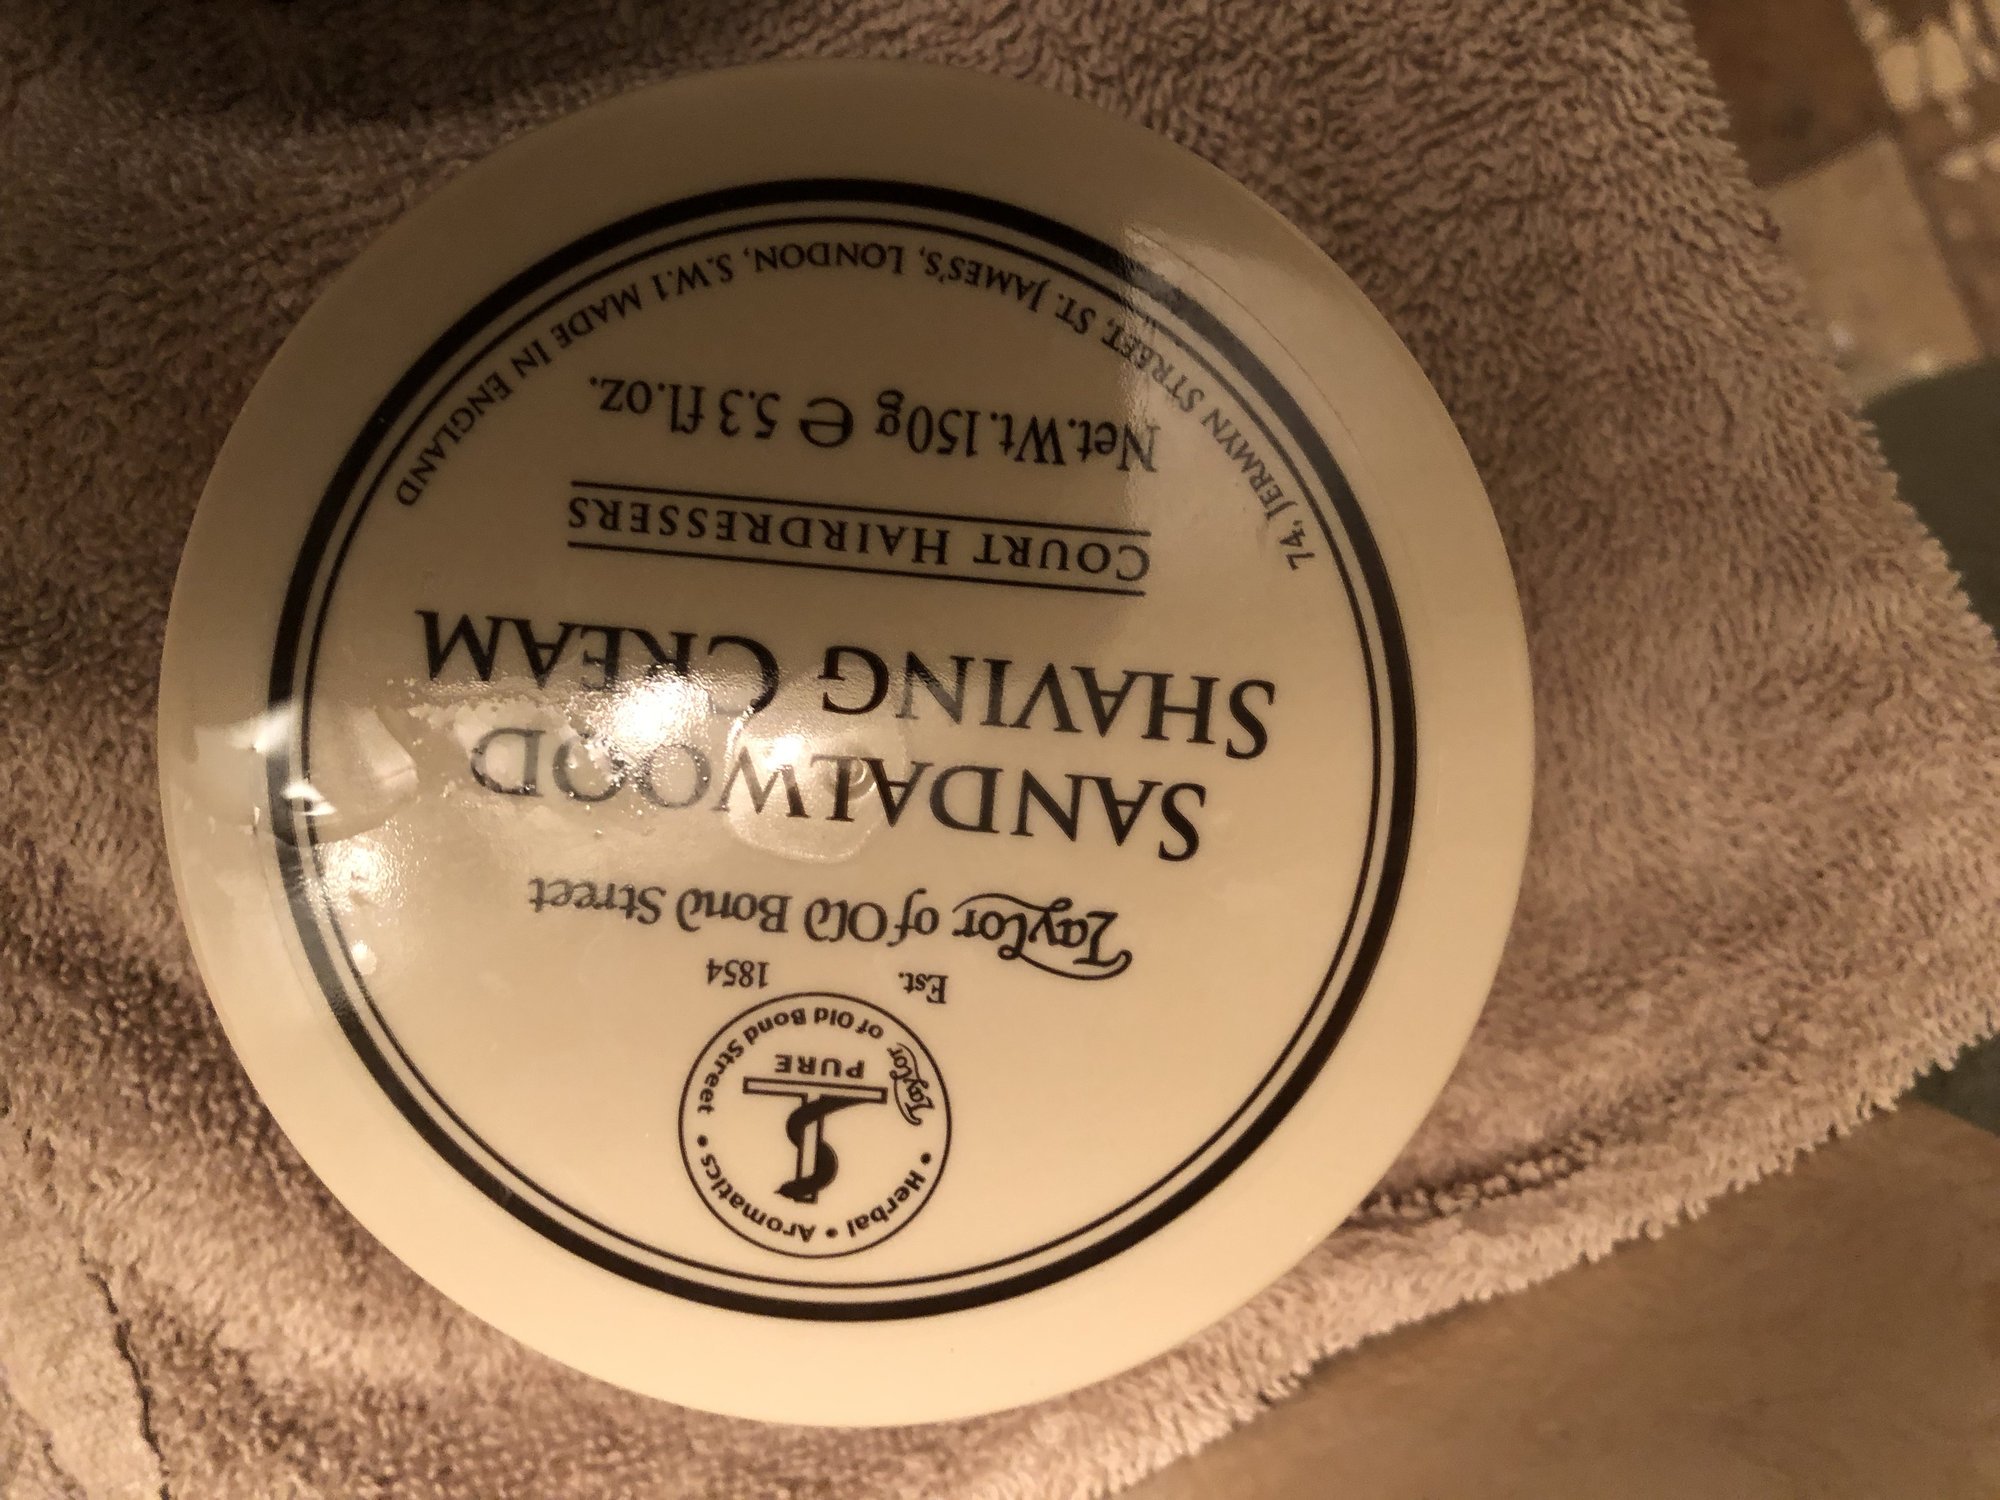 • Herbal • Aromatics •
PURE
Taylor of Old Bond Street
Est. 1854
Taylor of Old Bond Street
SANDALWOOD
SHAVING CREAM
COURT HAIRDRESSERS
Net.Wt.150g ℮ 5.3 fl.oz.
74, JERMYN STREET, ST. JAMES'S, LONDON, S.W.1 MADE IN ENGLAND